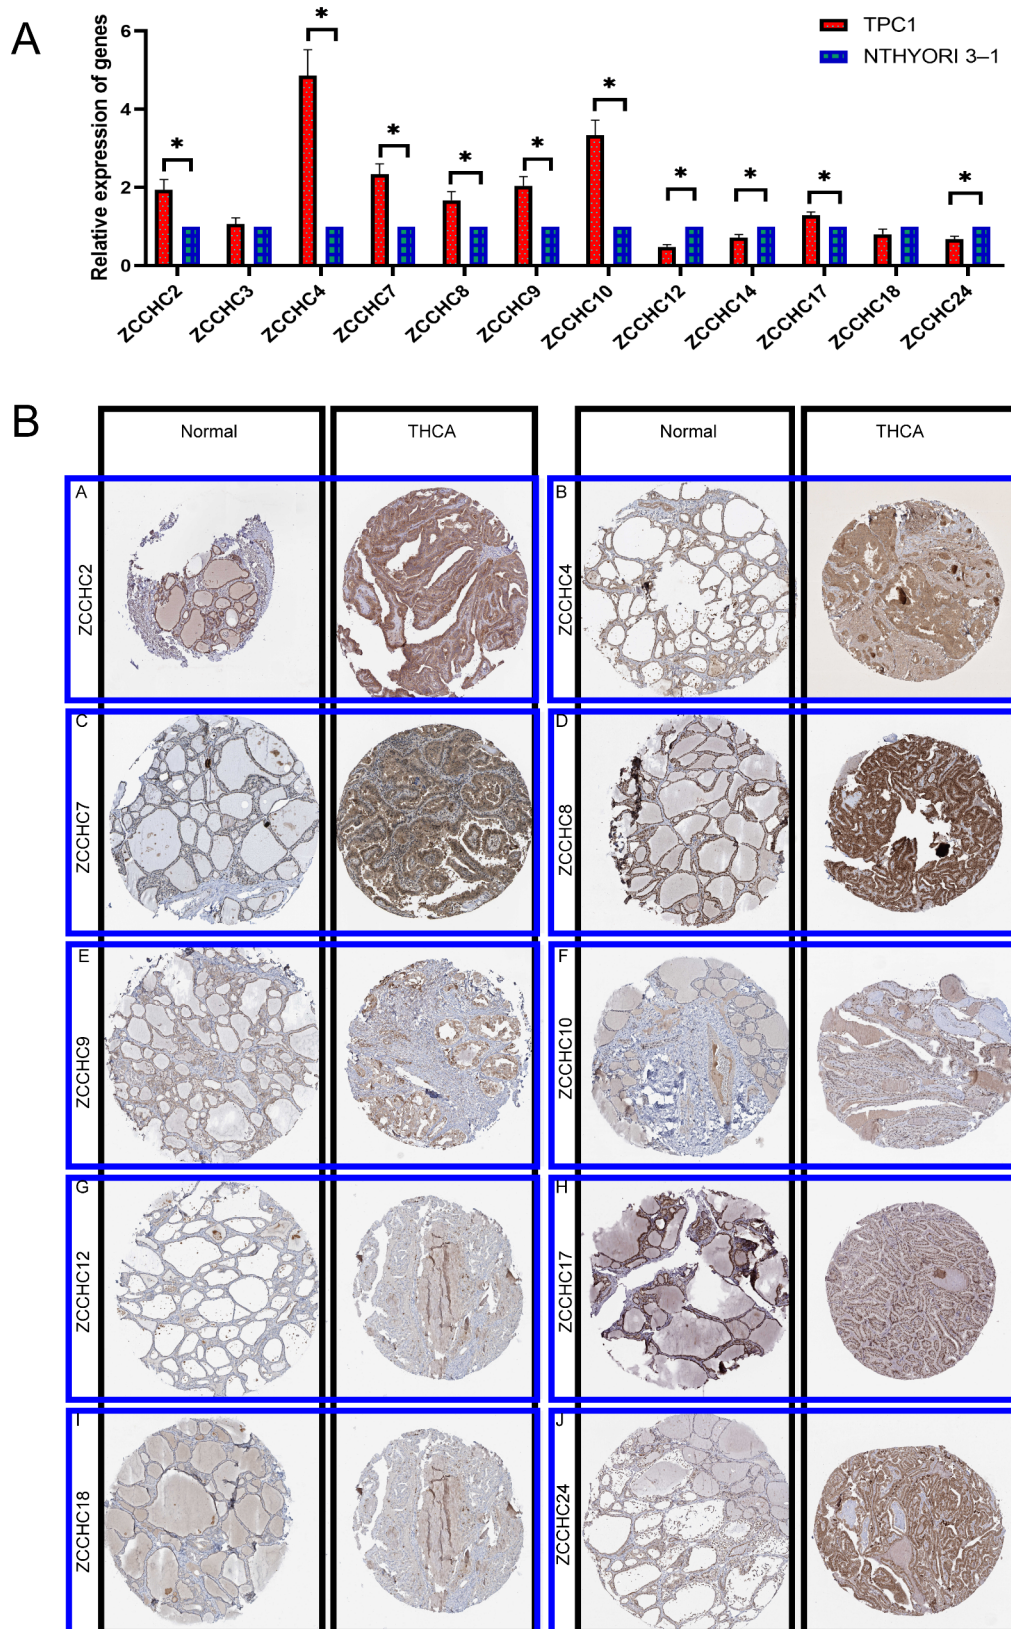 A
Relative expression of genes
6
4
2
0
* * * * * * * * * *
TPC1
NTHYORI 3–1
ZCCHC2 ZCCHC3 ZCCHC4 ZCCHC7 ZCCHC8 ZCCHC9 ZCCHC10 ZCCHC12 ZCCHC14 ZCCHC17 ZCCHC18 ZCCHC24
B
Normal THCA Normal THCA
A
ZCCHC2
B
ZCCHC4
C
ZCCHC7
D
ZCCHC8
E
ZCCHC9
F
ZCCHC10
G
ZCCHC12
H
ZCCHC17
I
ZCCHC18
J
ZCCHC24